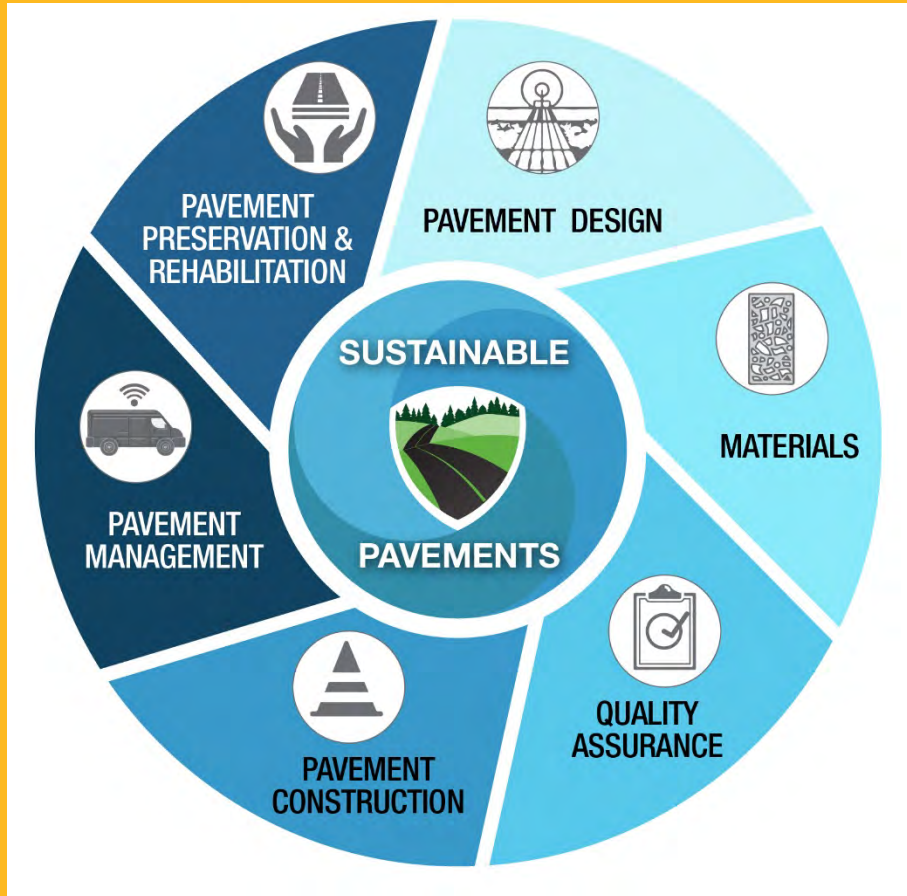 PAVEMENT
PRESERVATION &
REHABILITATION
PAVEMENT DESIGN
MATERIALS
QUALITY
ASSURANCE
PAVEMENT
CONSTRUCTION
PAVEMENT
MANAGEMENT
SUSTAINABLE
PAVEMENTS